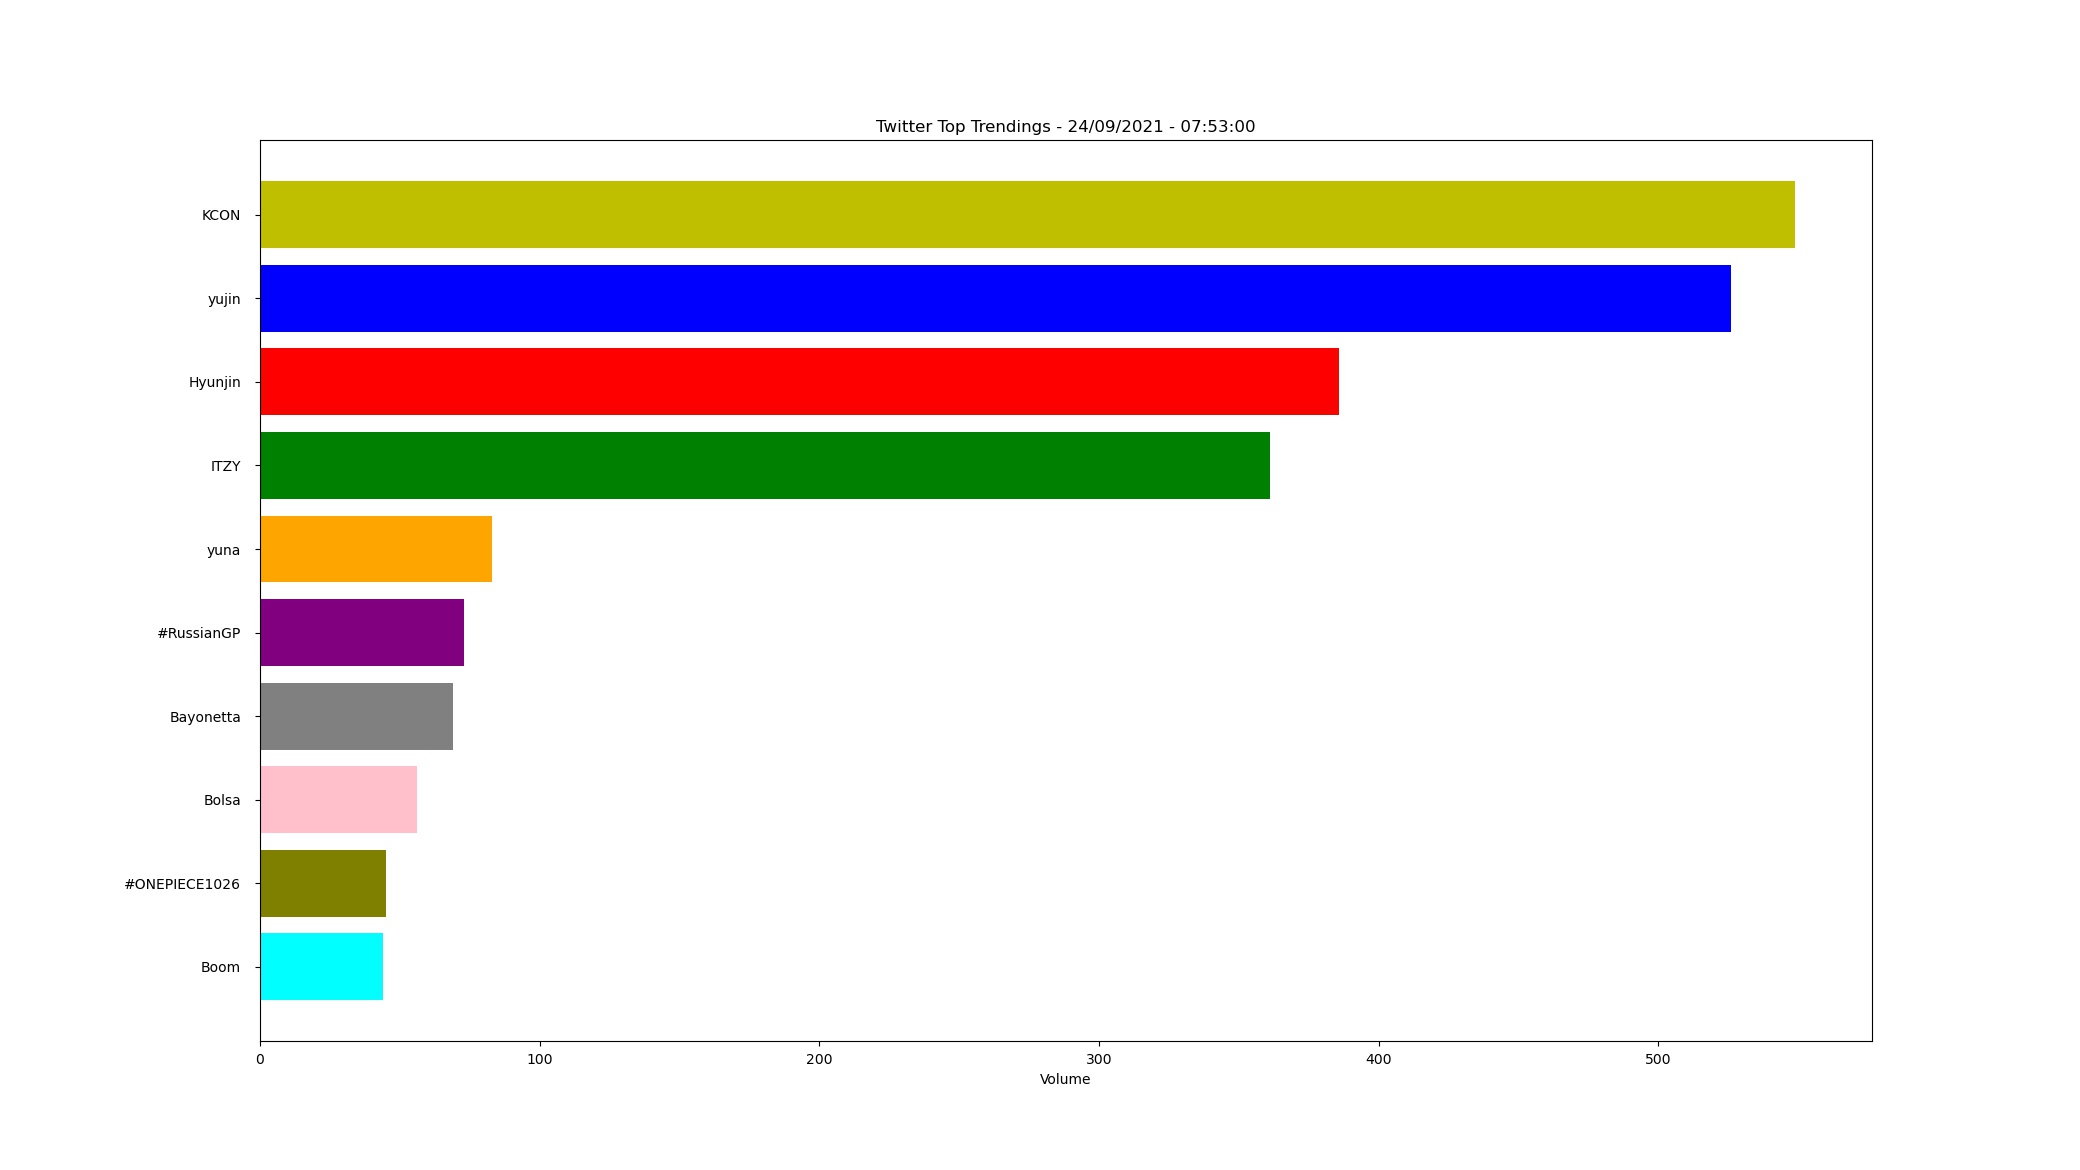 Twitter Top Trendings - 24/09/2021 - 07:53:00
KCON
yujin
Hyunjin
ITZY
yuna
#RussianGP
Bayonetta
Bolsa
#ONEPIECE1026
Boom
0 100 200 300 400 500
Volume